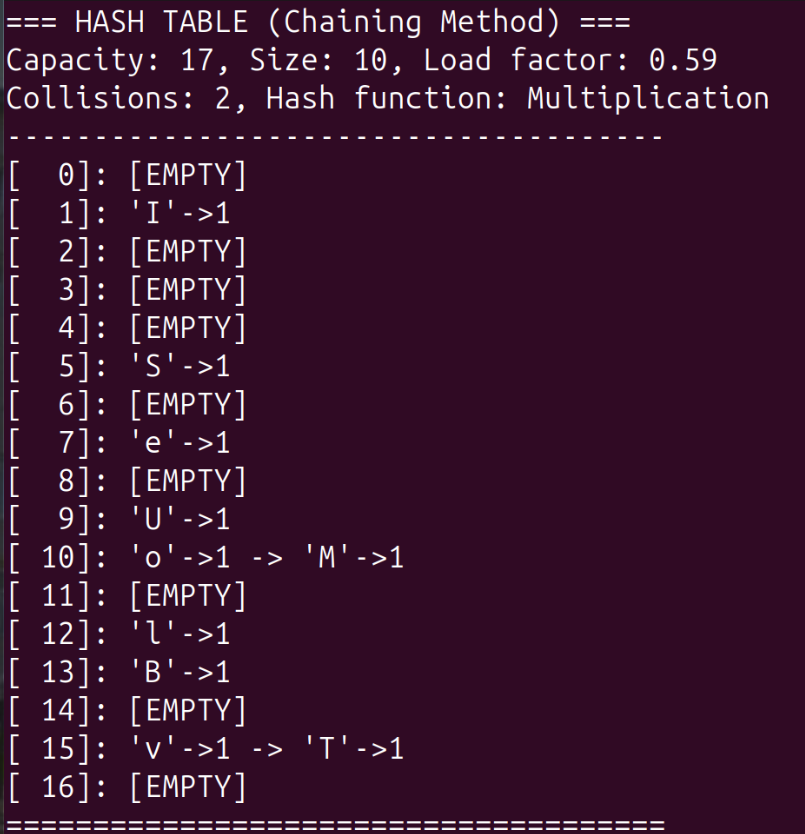 === HASH TABLE (Chaining Method) ===
Capacity: 17, Size: 10, Load factor: 0.59
Collisions: 2, Hash function: Multiplication
--------------------------------------
[  0]: [EMPTY]
[  1]: 'I'->1
[  2]: [EMPTY]
[  3]: [EMPTY]
[  4]: [EMPTY]
[  5]: 'S'->1
[  6]: [EMPTY]
[  7]: 'e'->1
[  8]: [EMPTY]
[  9]: 'U'->1
[ 10]: 'o'->1 -> 'M'->1
[ 11]: [EMPTY]
[ 12]: 'l'->1
[ 13]: 'B'->1
[ 14]: [EMPTY]
[ 15]: 'v'->1 -> 'T'->1
[ 16]: [EMPTY]
======================================